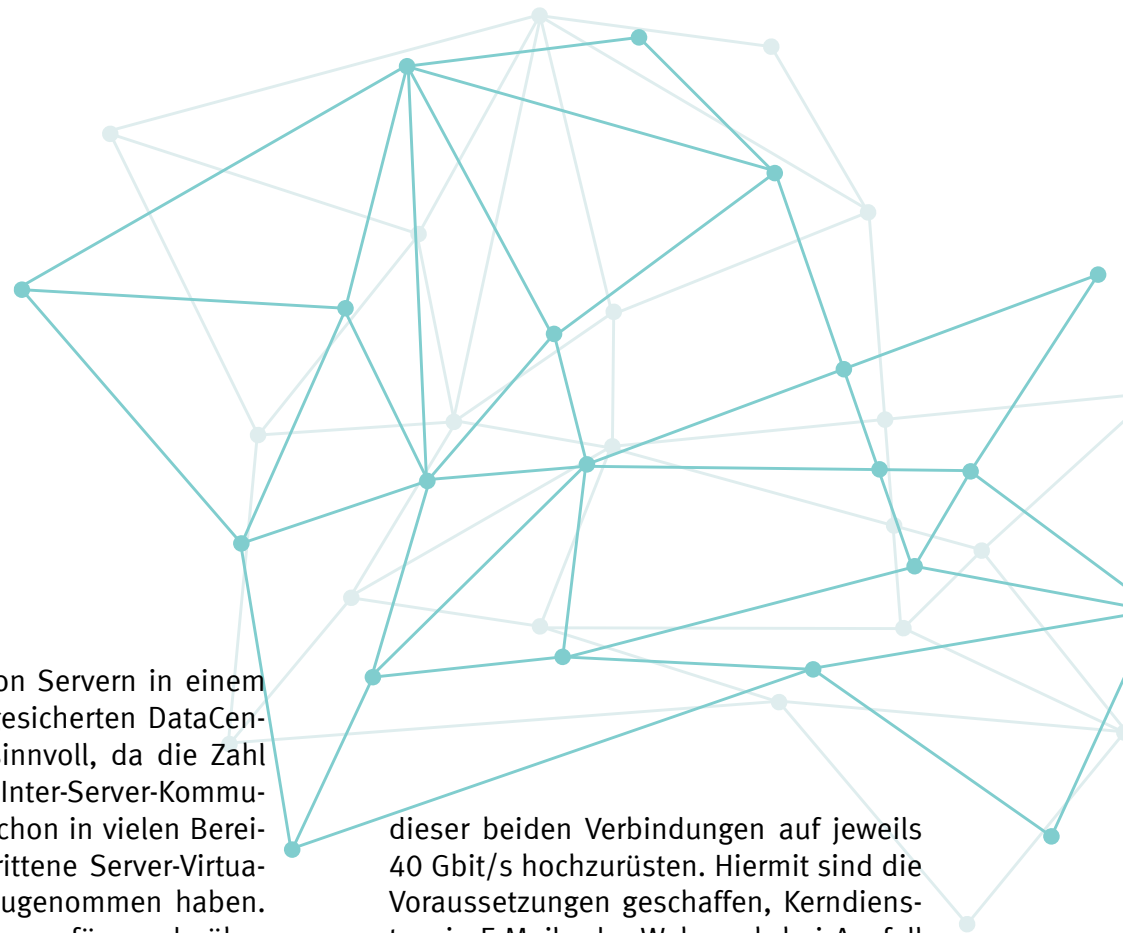 on Servern in einem
esicherten DataCen-
innvoll, da die Zahl
Inter-Server-Kommu-
chon in vielen Berei-
rittene Server-Virtua-
ugenommen haben.
dieser beiden Verbindungen auf jeweils
40 Gbit/s hochzurüsten. Hiermit sind die
Voraussetzungen geschaffen, Kerndiens-